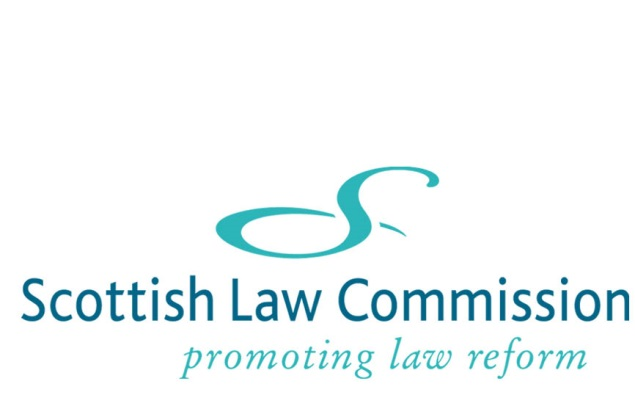 Scottish Law Commission
promoting law reform